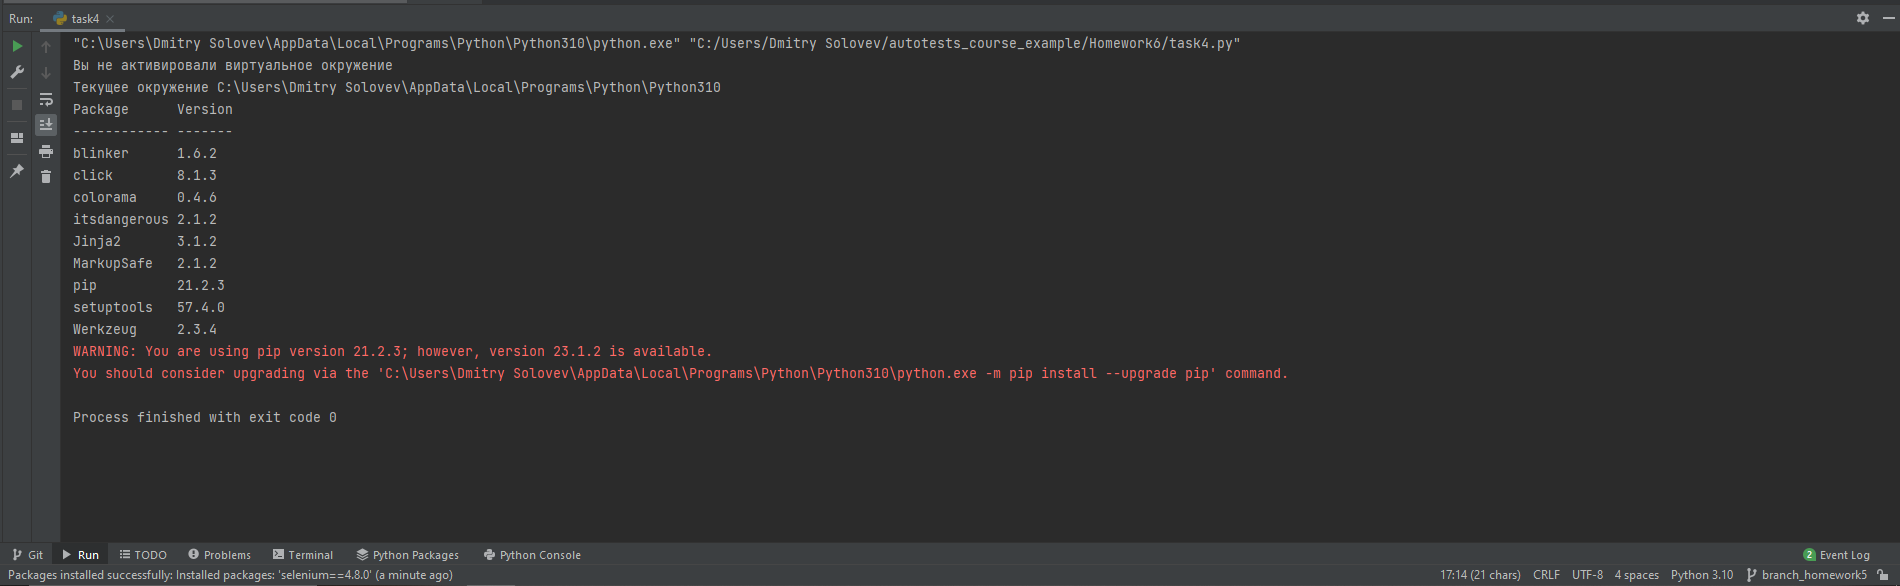 Run: task4
"C:\Users\Dmitry Solovev\AppData\Local\Programs\Python\Python310\python.exe" "C:/Users/Dmitry Solovev/autotests_course_example/Homework6/task4.py"
Вы не активировали виртуальное окружение
Текущее окружение C:\Users\Dmitry Solovev\AppData\Local\Programs\Python\Python310
Package      Version
------------ -------
blinker      1.6.2
click        8.1.3
colorama     0.4.6
itsdangerous 2.1.2
Jinja2       3.1.2
MarkupSafe   2.1.2
pip          21.2.3
setuptools   57.4.0
Werkzeug     2.3.4
WARNING: You are using pip version 21.2.3; however, version 23.1.2 is available.
You should consider upgrading via the 'C:\Users\Dmitry Solovev\AppData\Local\Programs\Python\Python310\python.exe -m pip install --upgrade pip' command.
Process finished with exit code 0
Git Run TODO Problems Terminal Python Packages Python Console 2 Event Log
Packages installed successfully: Installed packages: 'selenium==4.8.0' (a minute ago) 17:14 (21 chars) CRLF UTF-8 4 spaces Python 3.10 branch_homework5